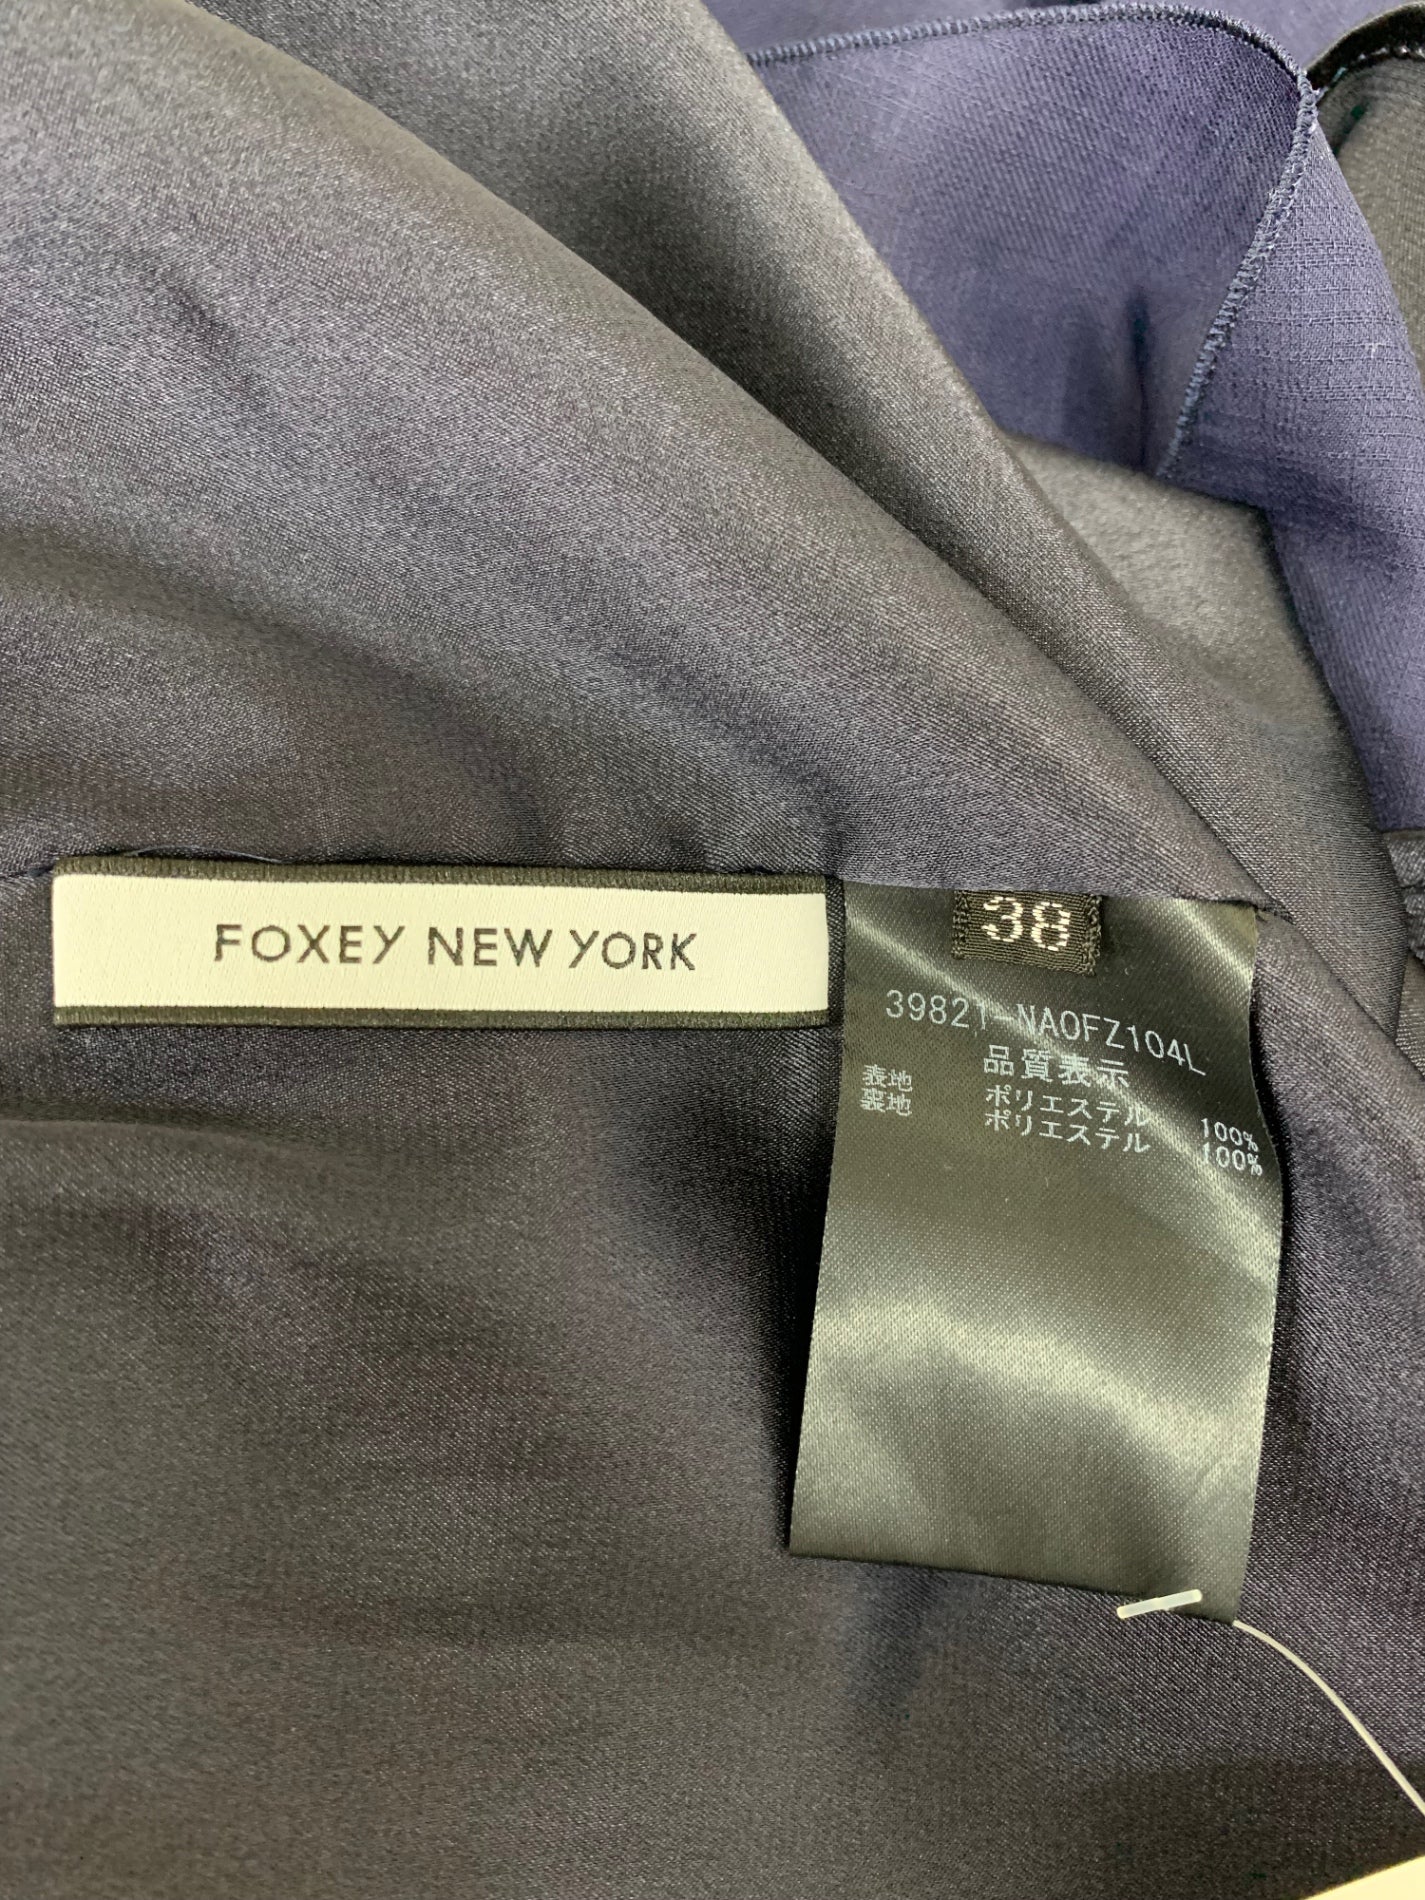 FOXEY NEW YORK
38
39821-NAOFZ104L
品質表示
表地 ポリエステル 100%
裏地 ポリエステル 100%